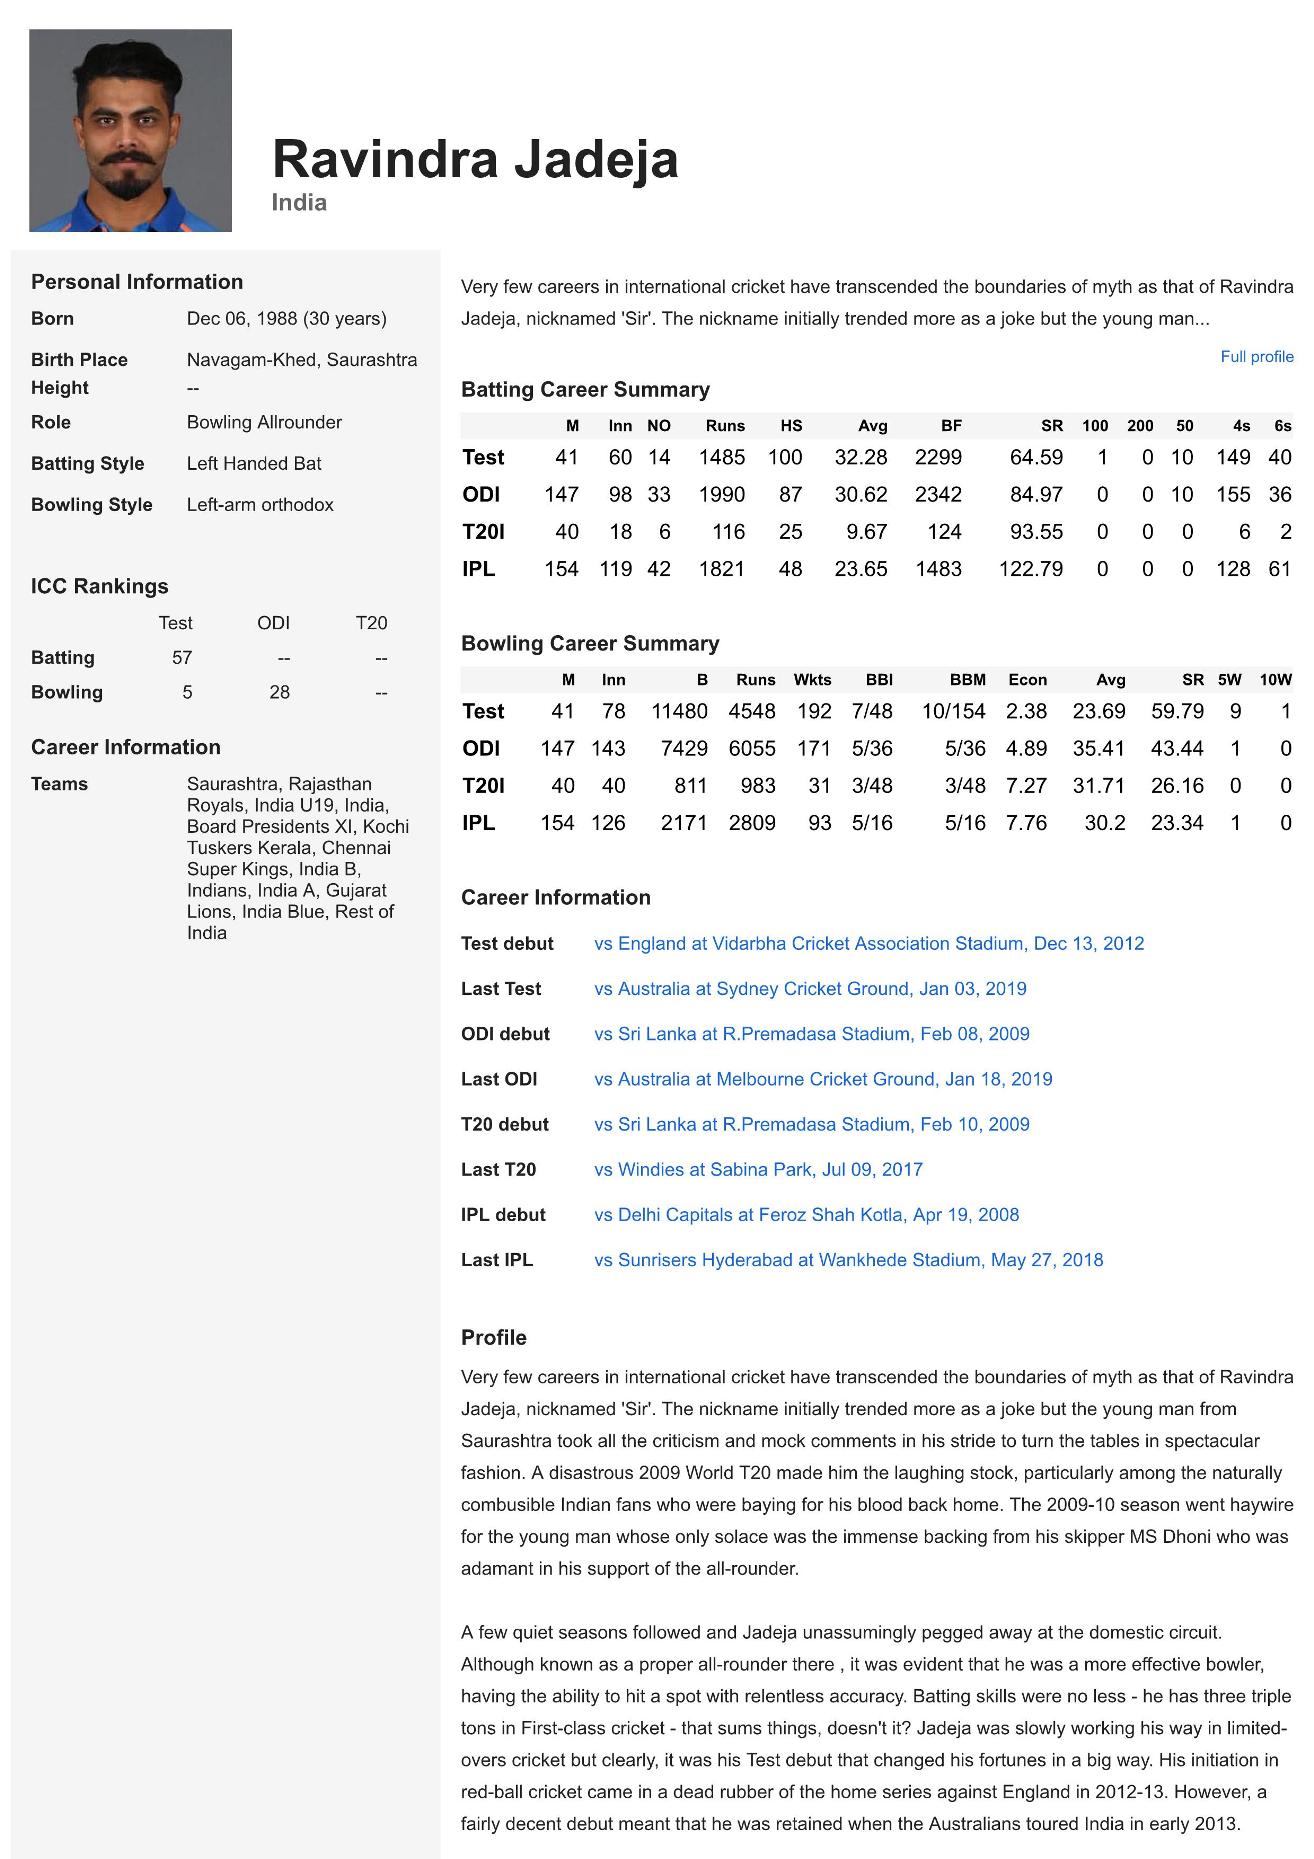 Ravindra Jadeja
India
Personal Information
Born Dec 06, 1988 (30 years)
Birth Place Navagam-Khed, Saurashtra
Height --
Role Bowling Allrounder
Batting Style Left Handed Bat
Bowling Style Left-arm orthodox
ICC Rankings
Test ODI T20
Batting 57 -- --
Bowling 5 28 --
Career Information
Teams Saurashtra, Rajasthan
Royals, India U19, India,
Board Presidents XI, Kochi
Tuskers Kerala, Chennai
Super Kings, India B,
Indians, India A, Gujarat
Lions, India Blue, Rest of
India
Very few careers in international cricket have transcended the boundaries of myth as that of Ravindra
Jadeja, nicknamed 'Sir'. The nickname initially trended more as a joke but the young man...
Full profile
Batting Career Summary
M Inn NO Runs HS Avg BF SR 100 200 50 4s 6s
Test 41 60 14 1485 100 32.28 2299 64.59 1 0 10 149 40
ODI 147 98 33 1990 87 30.62 2342 84.97 0 0 10 155 36
T20I 40 18 6 116 25 9.67 124 93.55 0 0 0 6 2
IPL 154 119 42 1821 48 23.65 1483 122.79 0 0 0 128 61
Bowling Career Summary
M Inn B Runs Wkts BBI BBM Econ Avg SR 5W 10W
Test 41 78 11480 4548 192 7/48 10/154 2.38 23.69 59.79 9 1
ODI 147 143 7429 6055 171 5/36 5/36 4.89 35.41 43.44 1 0
T20I 40 40 811 983 31 3/48 3/48 7.27 31.71 26.16 0 0
IPL 154 126 2171 2809 93 5/16 5/16 7.76 30.2 23.34 1 0
Career Information
Test debut vs England at Vidarbha Cricket Association Stadium, Dec 13, 2012
Last Test vs Australia at Sydney Cricket Ground, Jan 03, 2019
ODI debut vs Sri Lanka at R.Premadasa Stadium, Feb 08, 2009
Last ODI vs Australia at Melbourne Cricket Ground, Jan 18, 2019
T20 debut vs Sri Lanka at R.Premadasa Stadium, Feb 10, 2009
Last T20 vs Windies at Sabina Park, Jul 09, 2017
IPL debut vs Delhi Capitals at Feroz Shah Kotla, Apr 19, 2008
Last IPL vs Sunrisers Hyderabad at Wankhede Stadium, May 27, 2018
Profile
Very few careers in international cricket have transcended the boundaries of myth as that of Ravindra
Jadeja, nicknamed 'Sir'. The nickname initially trended more as a joke but the young man from
Saurashtra took all the criticism and mock comments in his stride to turn the tables in spectacular
fashion. A disastrous 2009 World T20 made him the laughing stock, particularly among the naturally
combusible Indian fans who were baying for his blood back home. The 2009-10 season went haywire
for the young man whose only solace was the immense backing from his skipper MS Dhoni who was
adamant in his support of the all-rounder.
A few quiet seasons followed and Jadeja unassumingly pegged away at the domestic circuit.
Although known as a proper all-rounder there , it was evident that he was a more effective bowler,
having the ability to hit a spot with relentless accuracy. Batting skills were no less - he has three triple
tons in First-class cricket - that sums things, doesn't it? Jadeja was slowly working his way in limited-
overs cricket but clearly, it was his Test debut that changed his fortunes in a big way. His initiation in
red-ball cricket came in a dead rubber of the home series against England in 2012-13. However, a
fairly decent debut meant that he was retained when the Australians toured India in early 2013.